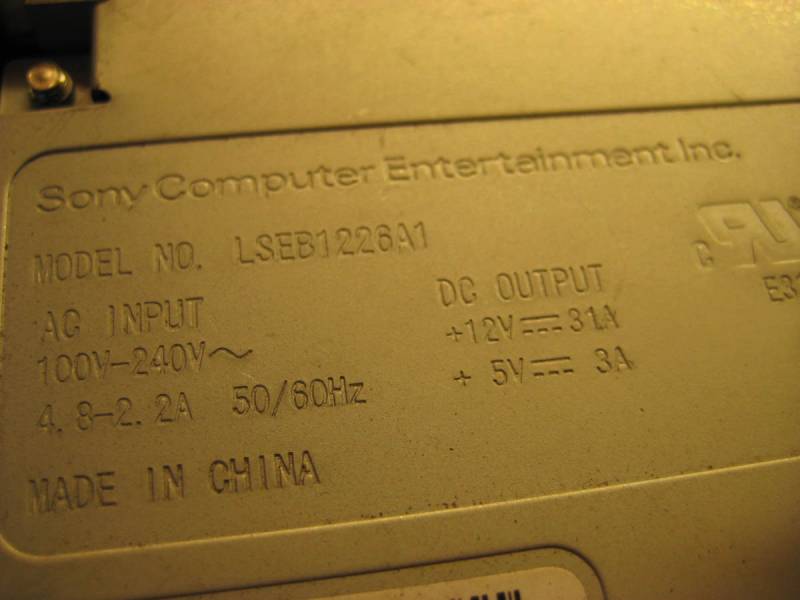 Sony Computer Entertainment Inc.
MODEL NO. LSEB1226A1
AC INPUT
100V-240V～
4.8-2.2A 50/60Hz
DC OUTPUT
+12V⎓31A
+ 5V⎓ 3A
MADE IN CHINA
c RU